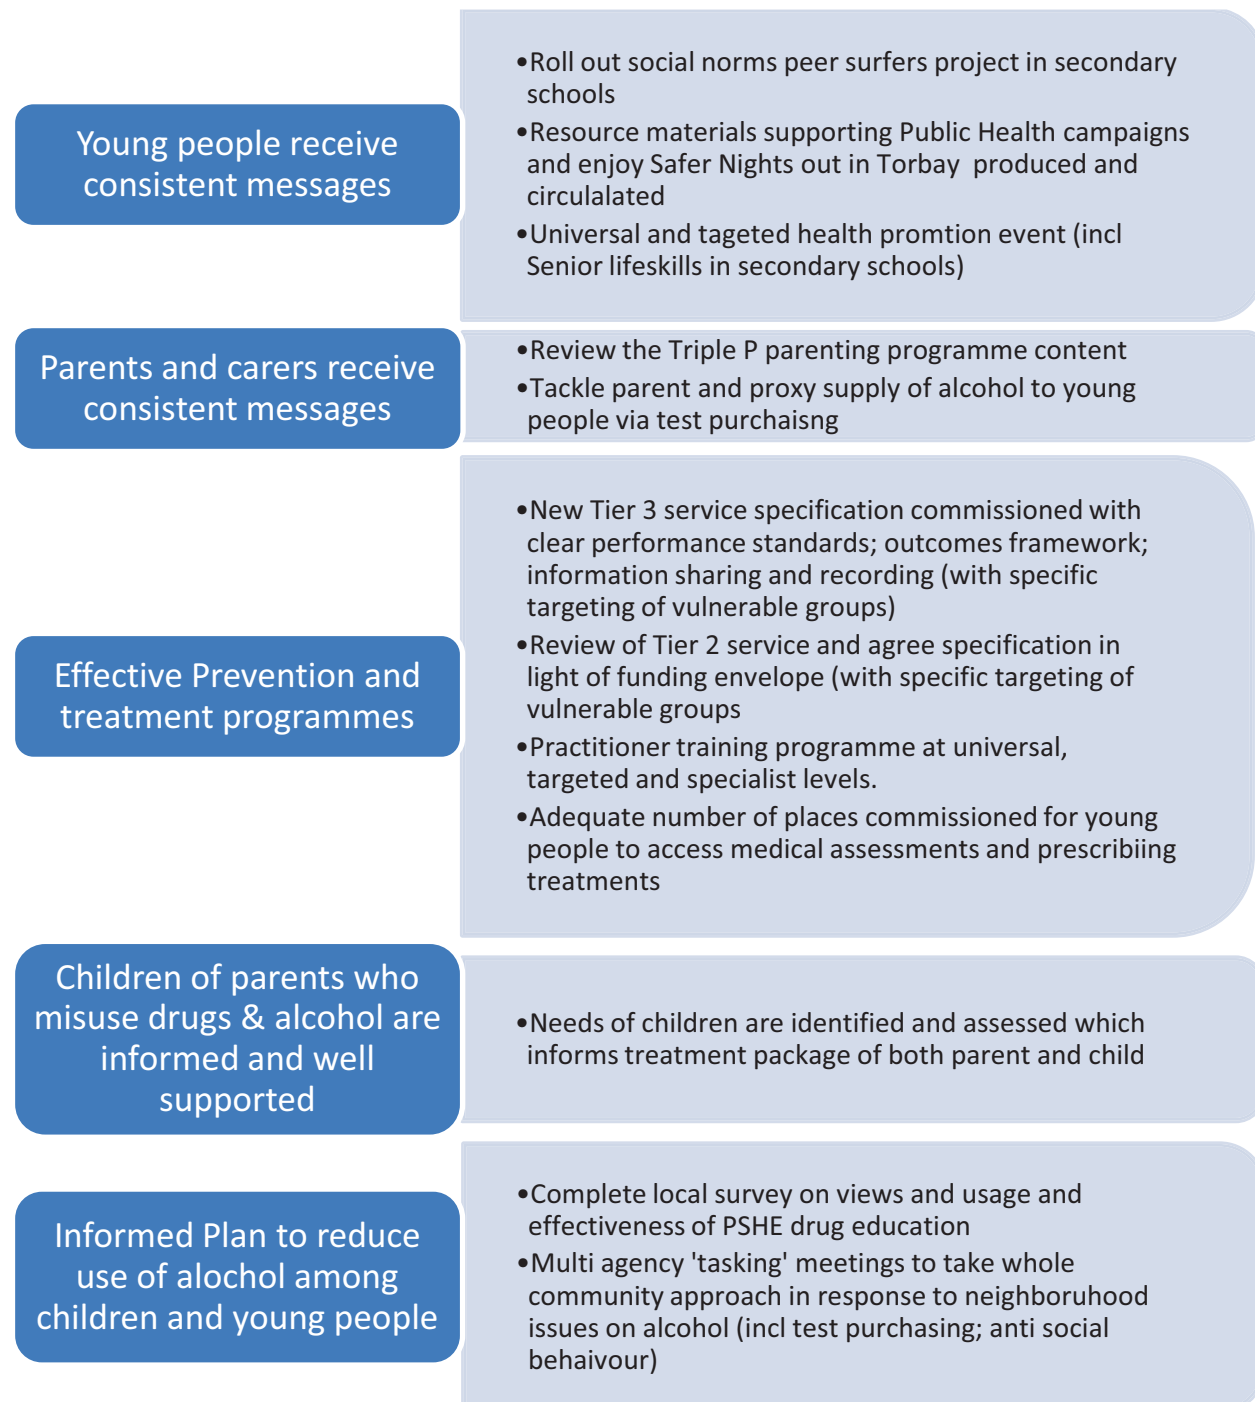 Young people receive
consistent messages
•Roll out social norms peer surfers project in secondary
schools
•Resource materials supporting Public Health campaigns
and enjoy Safer Nights out in Torbay  produced and
circulalated
•Universal and tageted health promtion event (incl
Senior lifeskills in secondary schools)
Parents and carers receive
consistent messages
•Review the Triple P parenting programme content
•Tackle parent and proxy supply of alcohol to young
people via test purchaisng
Effective Prevention and
treatment programmes
•New Tier 3 service specification commissioned with
clear performance standards; outcomes framework;
information sharing and recording (with specific
targeting of vulnerable groups)
•Review of Tier 2 service and agree specification in
light of funding envelope (with specific targeting of
vulnerable groups
•Practitioner training programme at universal,
targeted and specialist levels.
•Adequate number of places commissioned for young
people to access medical assessments and prescribiing
treatments
Children of parents who
misuse drugs & alcohol are
informed and well
supported
•Needs of children are identified and assessed which
informs treatment package of both parent and child
Informed Plan to reduce
use of alochol among
children and young people
•Complete local survey on views and usage and
effectiveness of PSHE drug education
•Multi agency 'tasking' meetings to take whole
community approach in response to neighboruhood
issues on alcohol (incl test purchasing; anti social
behaivour)